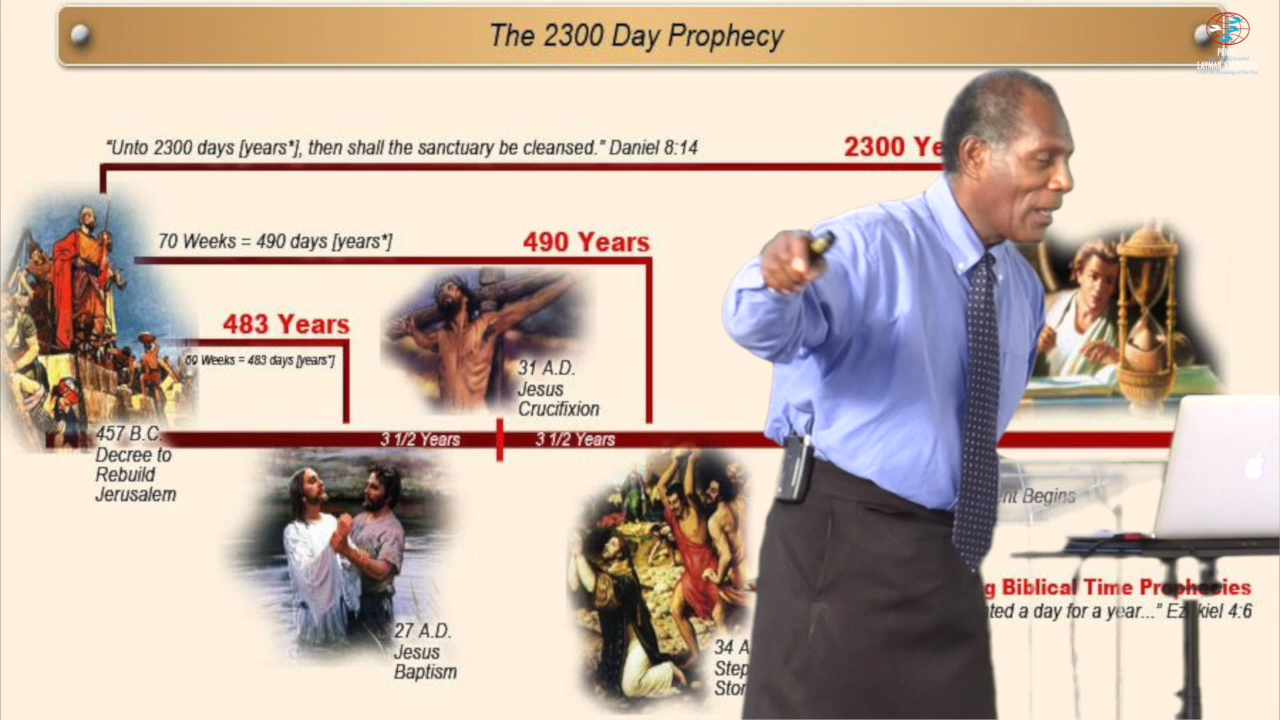 The 2300 Day Prophecy
"Unto 2300 days [years*], then shall the sanctuary be cleansed." Daniel 8:14
2300 Ye
70 Weeks = 490 days [years*]
490 Years
483 Years
69 Weeks = 483 days [years*]
31 A.D.
Jesus
Crucifixion
3 1/2 Years
3 1/2 Years
457 B.C.
Decree to
Rebuild
Jerusalem
nt Begins
g Biblical Time Prophecies
ted a day for a year..." Ezekiel 4:6
27 A.D.
Jesus
Baptism
34 A
Step
Ston